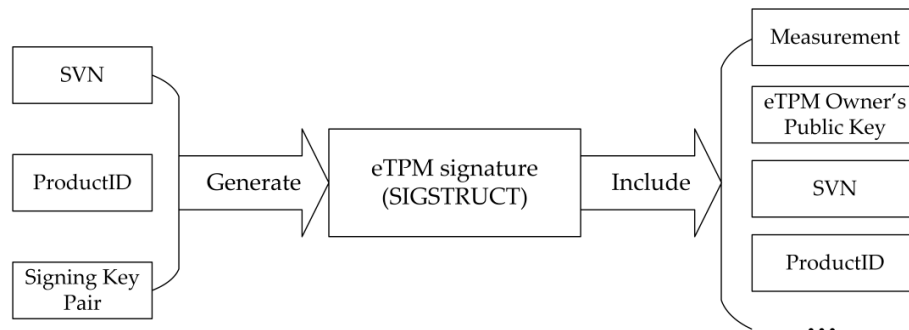 SVN
ProductID
Signing Key
Pair
Generate
eTPM signature
(SIGSTRUCT)
Include
Measurement
eTPM Owner's
Public Key
SVN
ProductID
...